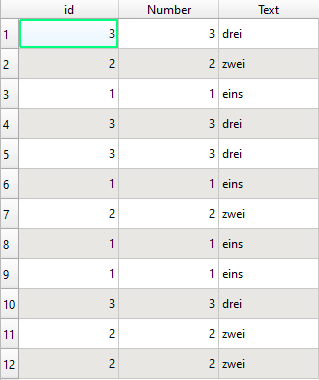 id Number Text
1 3 3 drei
2 2 2 zwei
3 1 1 eins
4 3 3 drei
5 3 3 drei
6 1 1 eins
7 2 2 zwei
8 1 1 eins
9 1 1 eins
10 3 3 drei
11 2 2 zwei
12 2 2 zwei